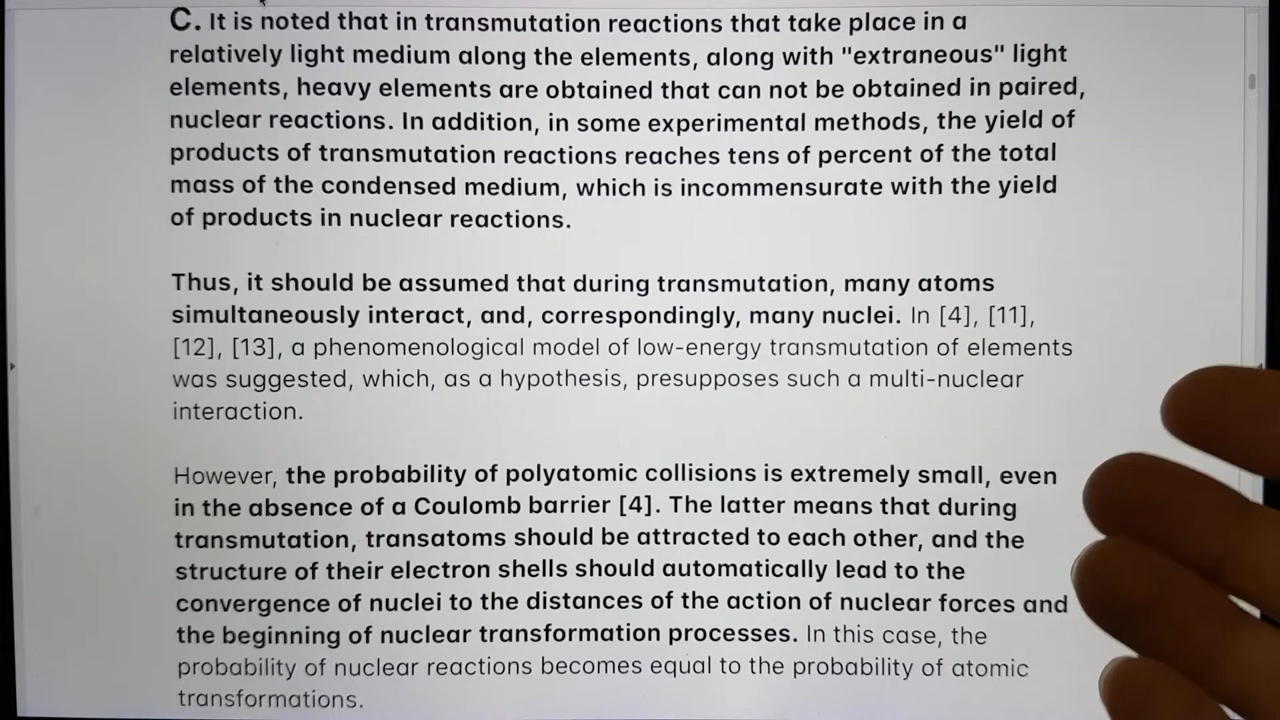 C. It is noted that in transmutation reactions that take place in a
relatively light medium along the elements, along with "extraneous" light
elements, heavy elements are obtained that can not be obtained in paired,
nuclear reactions. In addition, in some experimental methods, the yield of
products of transmutation reactions reaches tens of percent of the total
mass of the condensed medium, which is incommensurate with the yield
of products in nuclear reactions.
Thus, it should be assumed that during transmutation, many atoms
simultaneously interact, and, correspondingly, many nuclei. In [4], [11],
[12], [13], a phenomenological model of low-energy transmutation of elements
was suggested, which, as a hypothesis, presupposes such a multi-nuclear
interaction.
However, the probability of polyatomic collisions is extremely small, even
in the absence of a Coulomb barrier [4]. The latter means that during
transmutation, transatoms should be attracted to each other, and the
structure of their electron shells should automatically lead to the
convergence of nuclei to the distances of the action of nuclear forces and
the beginning of nuclear transformation processes. In this case, the
probability of nuclear reactions becomes equal to the probability of atomic
transformations.